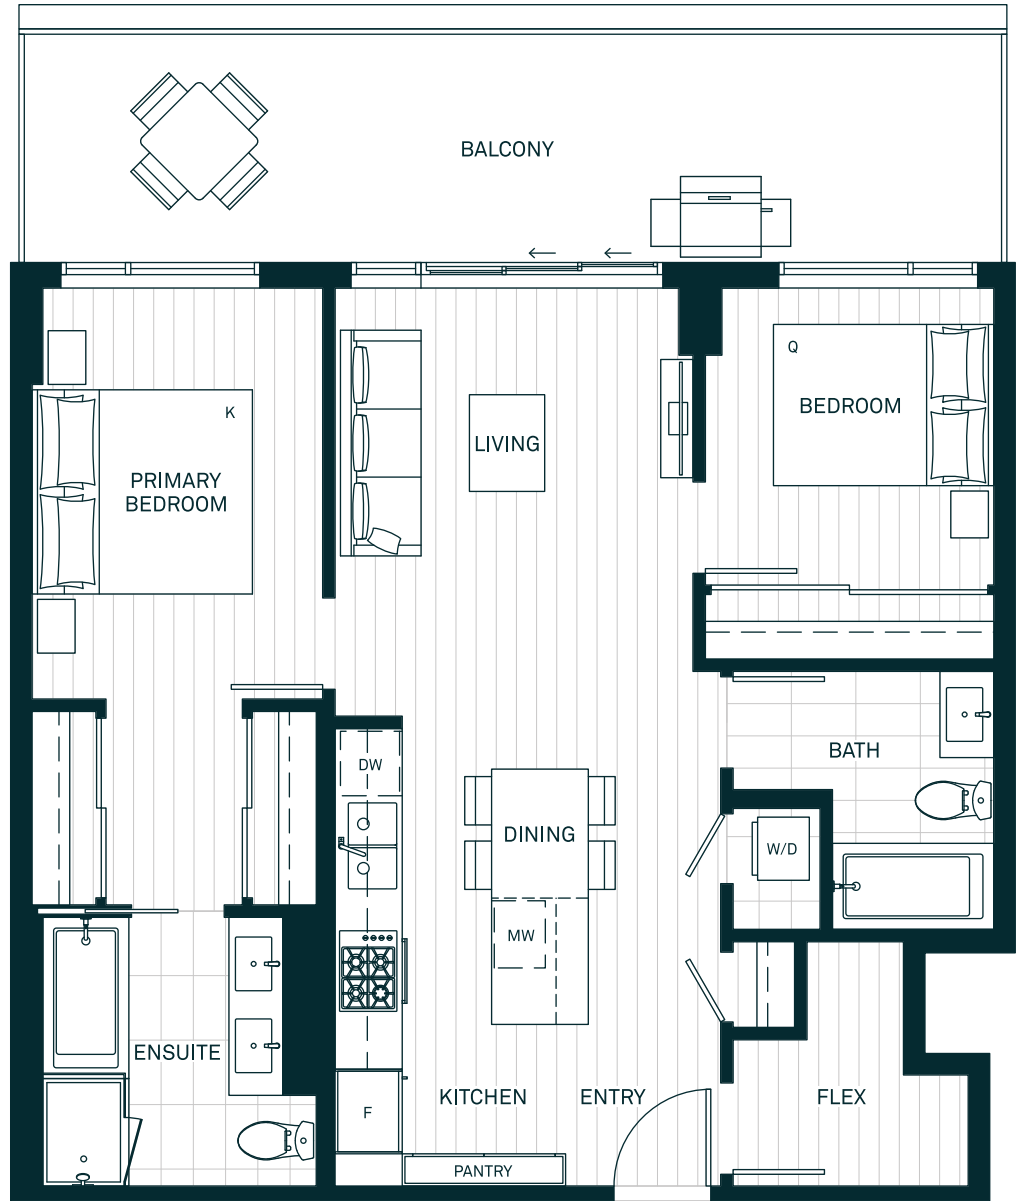 BALCONY
Q
BEDROOM
K
LIVING
PRIMARY
BEDROOM
BATH
DW
DINING
W/D
MW
ENSUITE
KITCHEN
ENTRY
FLEX
F
PANTRY